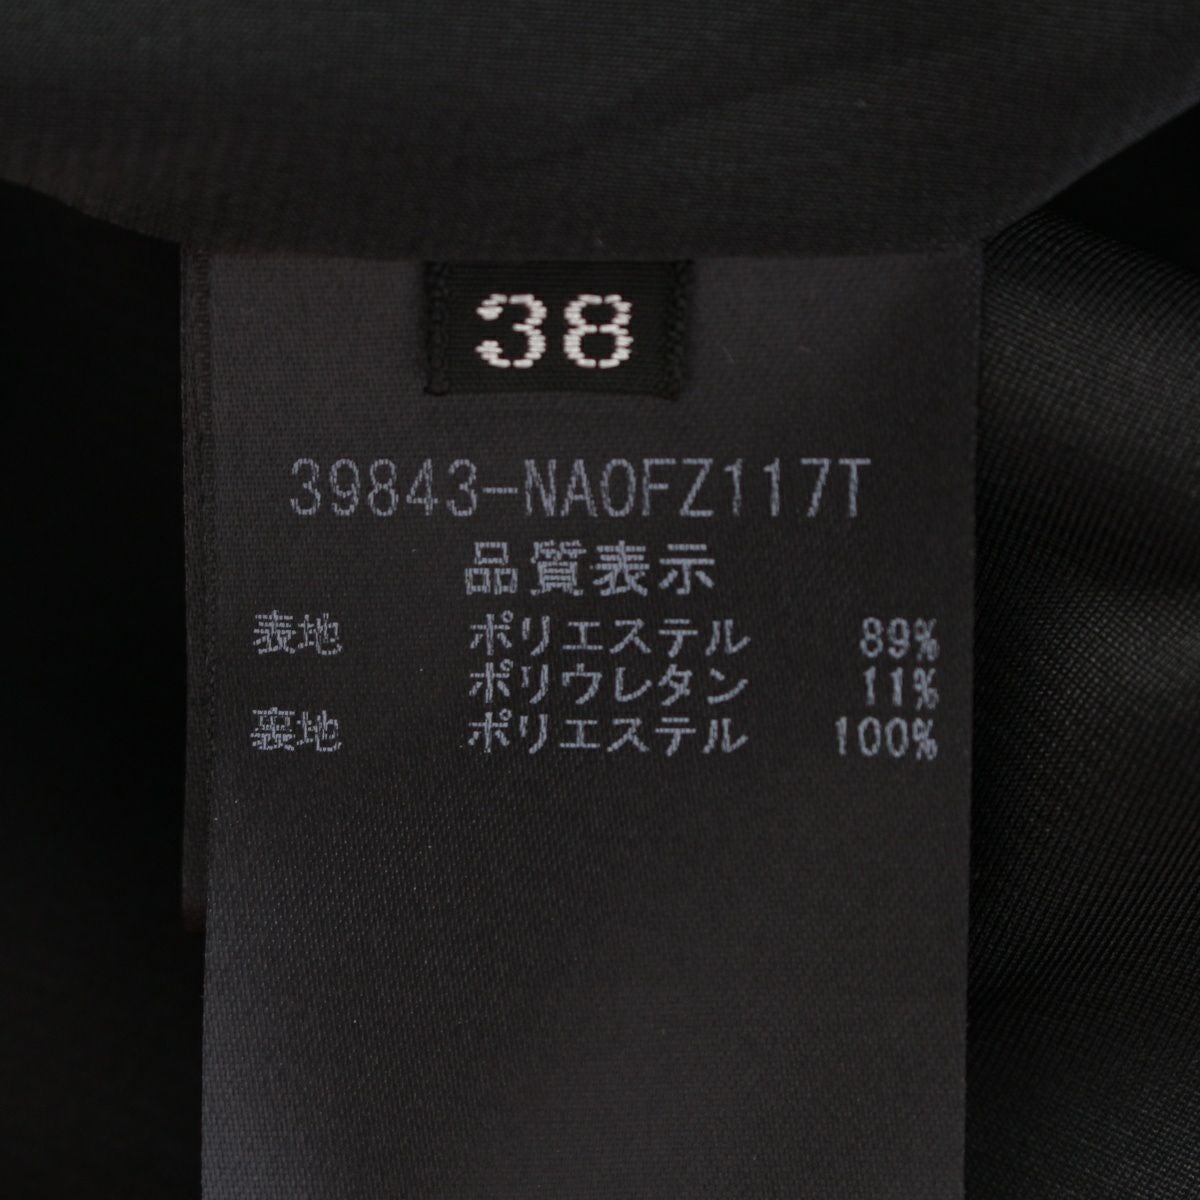 38
39843-NA0FZ117T
品質表示
表地 ポリエステル 89%
ポリウレタン 11%
裏地 ポリエステル 100%